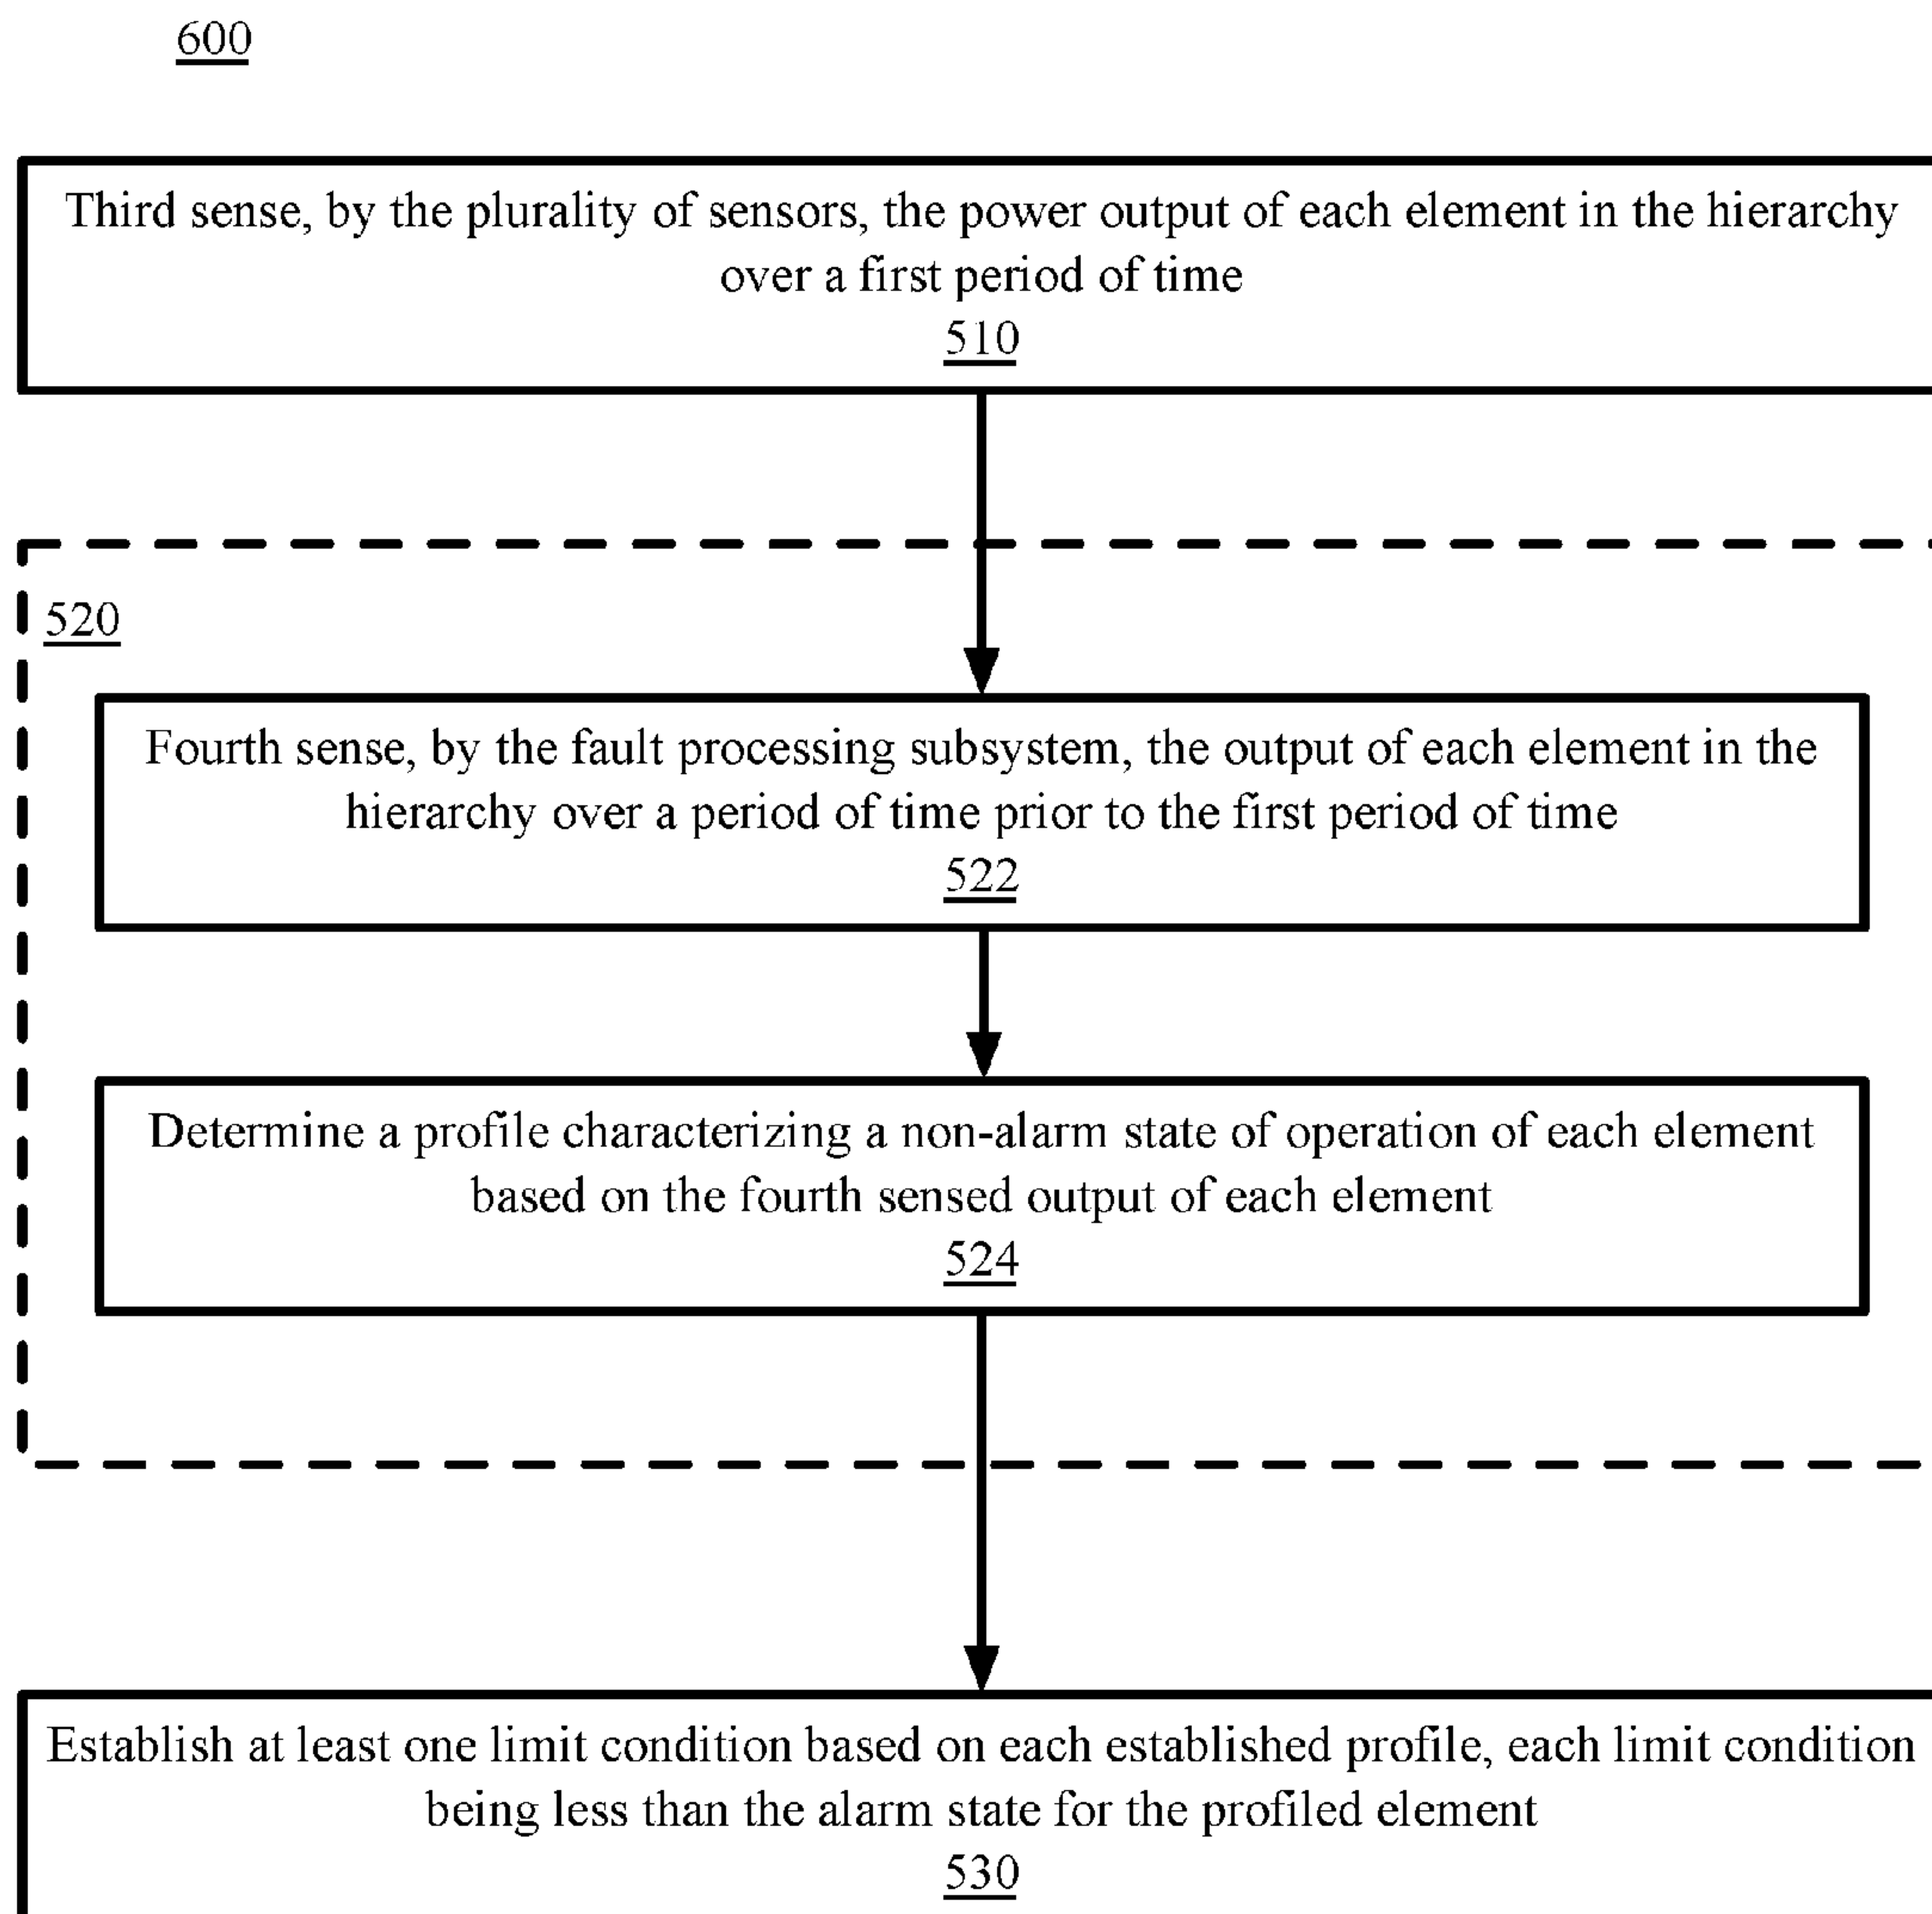 600
Third sense, by the plurality of sensors, the power output of each element in the hierarchy
over a first period of time
510
520
Fourth sense, by the fault processing subsystem, the output of each element in the
hierarchy over a period of time prior to the first period of time
522
Determine a profile characterizing a non-alarm state of operation of each element
based on the fourth sensed output of each element
524
Establish at least one limit condition based on each established profile, each limit condition
being less than the alarm state for the profiled element
530